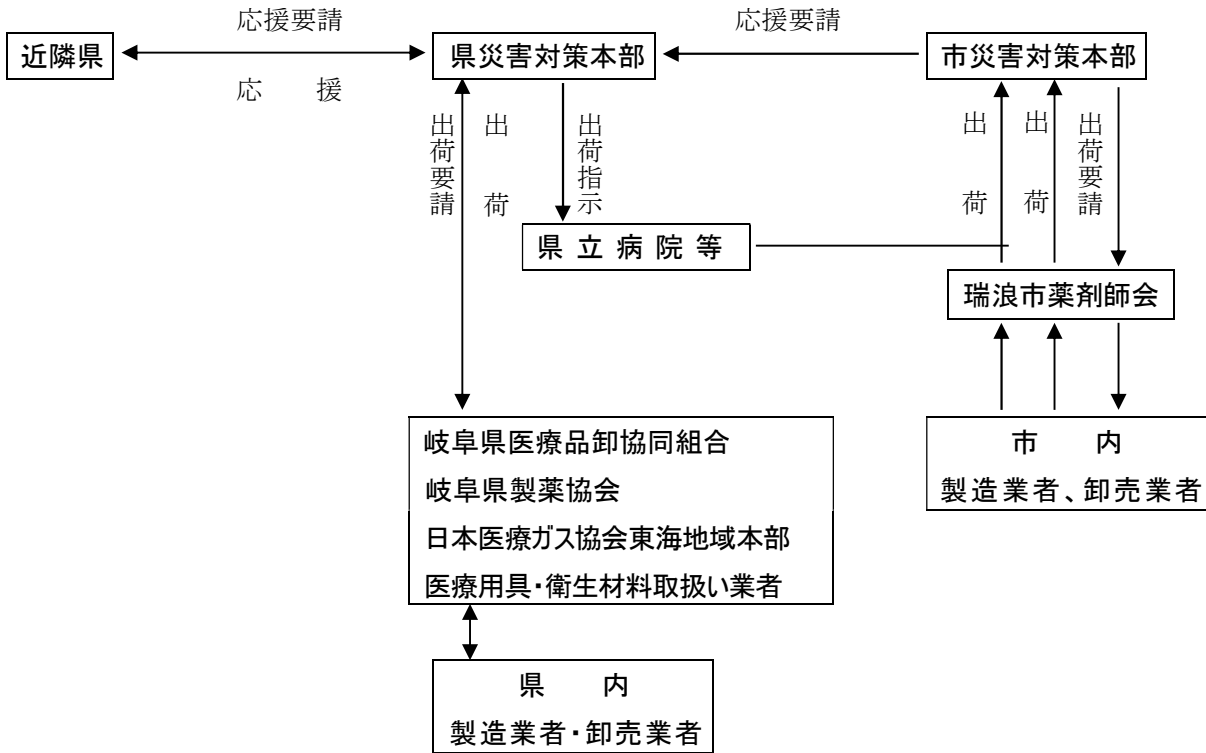 応援要請
応援要請
近隣県
県災害対策本部
市災害対策本部
応　援
出荷要請
出　荷
出荷指示
出　荷
出　荷
出荷要請
県立病院等
瑞浪市薬剤師会
岐阜県医療品卸協同組合
岐阜県製薬協会
日本医療ガス協会東海地域本部
医療用具・衛生材料取扱い業者
市　内
製造業者、卸売業者
県　内
製造業者・卸売業者